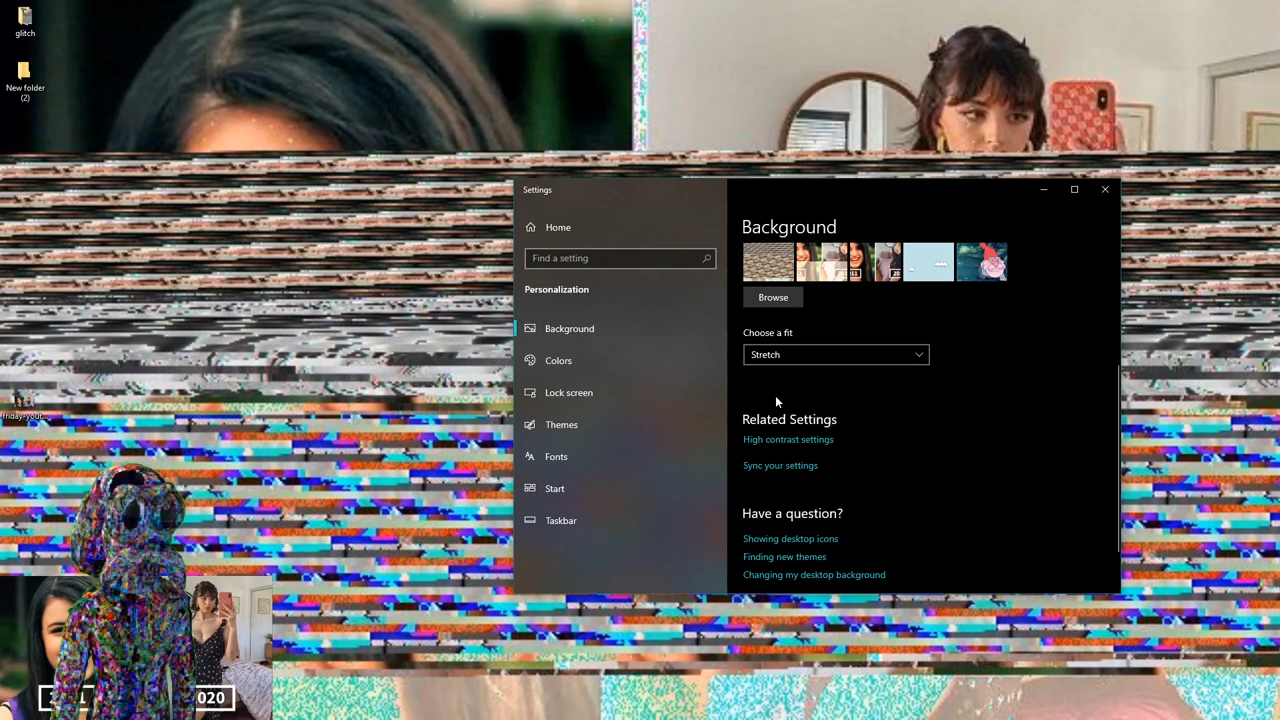 glitch
New folder
(2)
Settings
Home
Find a setting
Personalization
Background
Colors
Lock screen
Themes
Fonts
Start
Taskbar
Background
Browse
Choose a fit
Stretch
Related Settings
High contrast settings
Sync your settings
Have a question?
Showing desktop icons
Finding new themes
Changing my desktop background